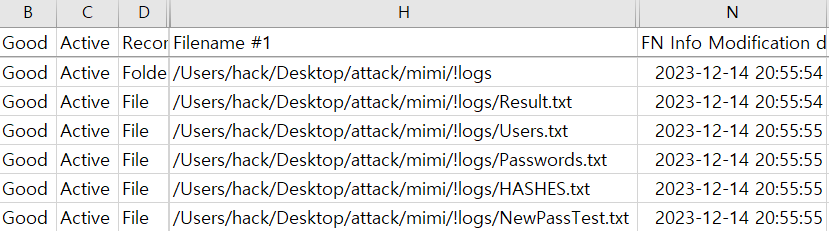 B C D H N
Good Active Recor Filename #1 FN Info Modification d
Good Active Folde /Users/hack/Desktop/attack/mimi/!logs 2023-12-14 20:55:54
Good Active File /Users/hack/Desktop/attack/mimi/!logs/Result.txt 2023-12-14 20:55:54
Good Active File /Users/hack/Desktop/attack/mimi/!logs/Users.txt 2023-12-14 20:55:55
Good Active File /Users/hack/Desktop/attack/mimi/!logs/Passwords.txt 2023-12-14 20:55:55
Good Active File /Users/hack/Desktop/attack/mimi/!logs/HASHES.txt 2023-12-14 20:55:55
Good Active File /Users/hack/Desktop/attack/mimi/!logs/NewPassTest.txt 2023-12-14 20:55:55